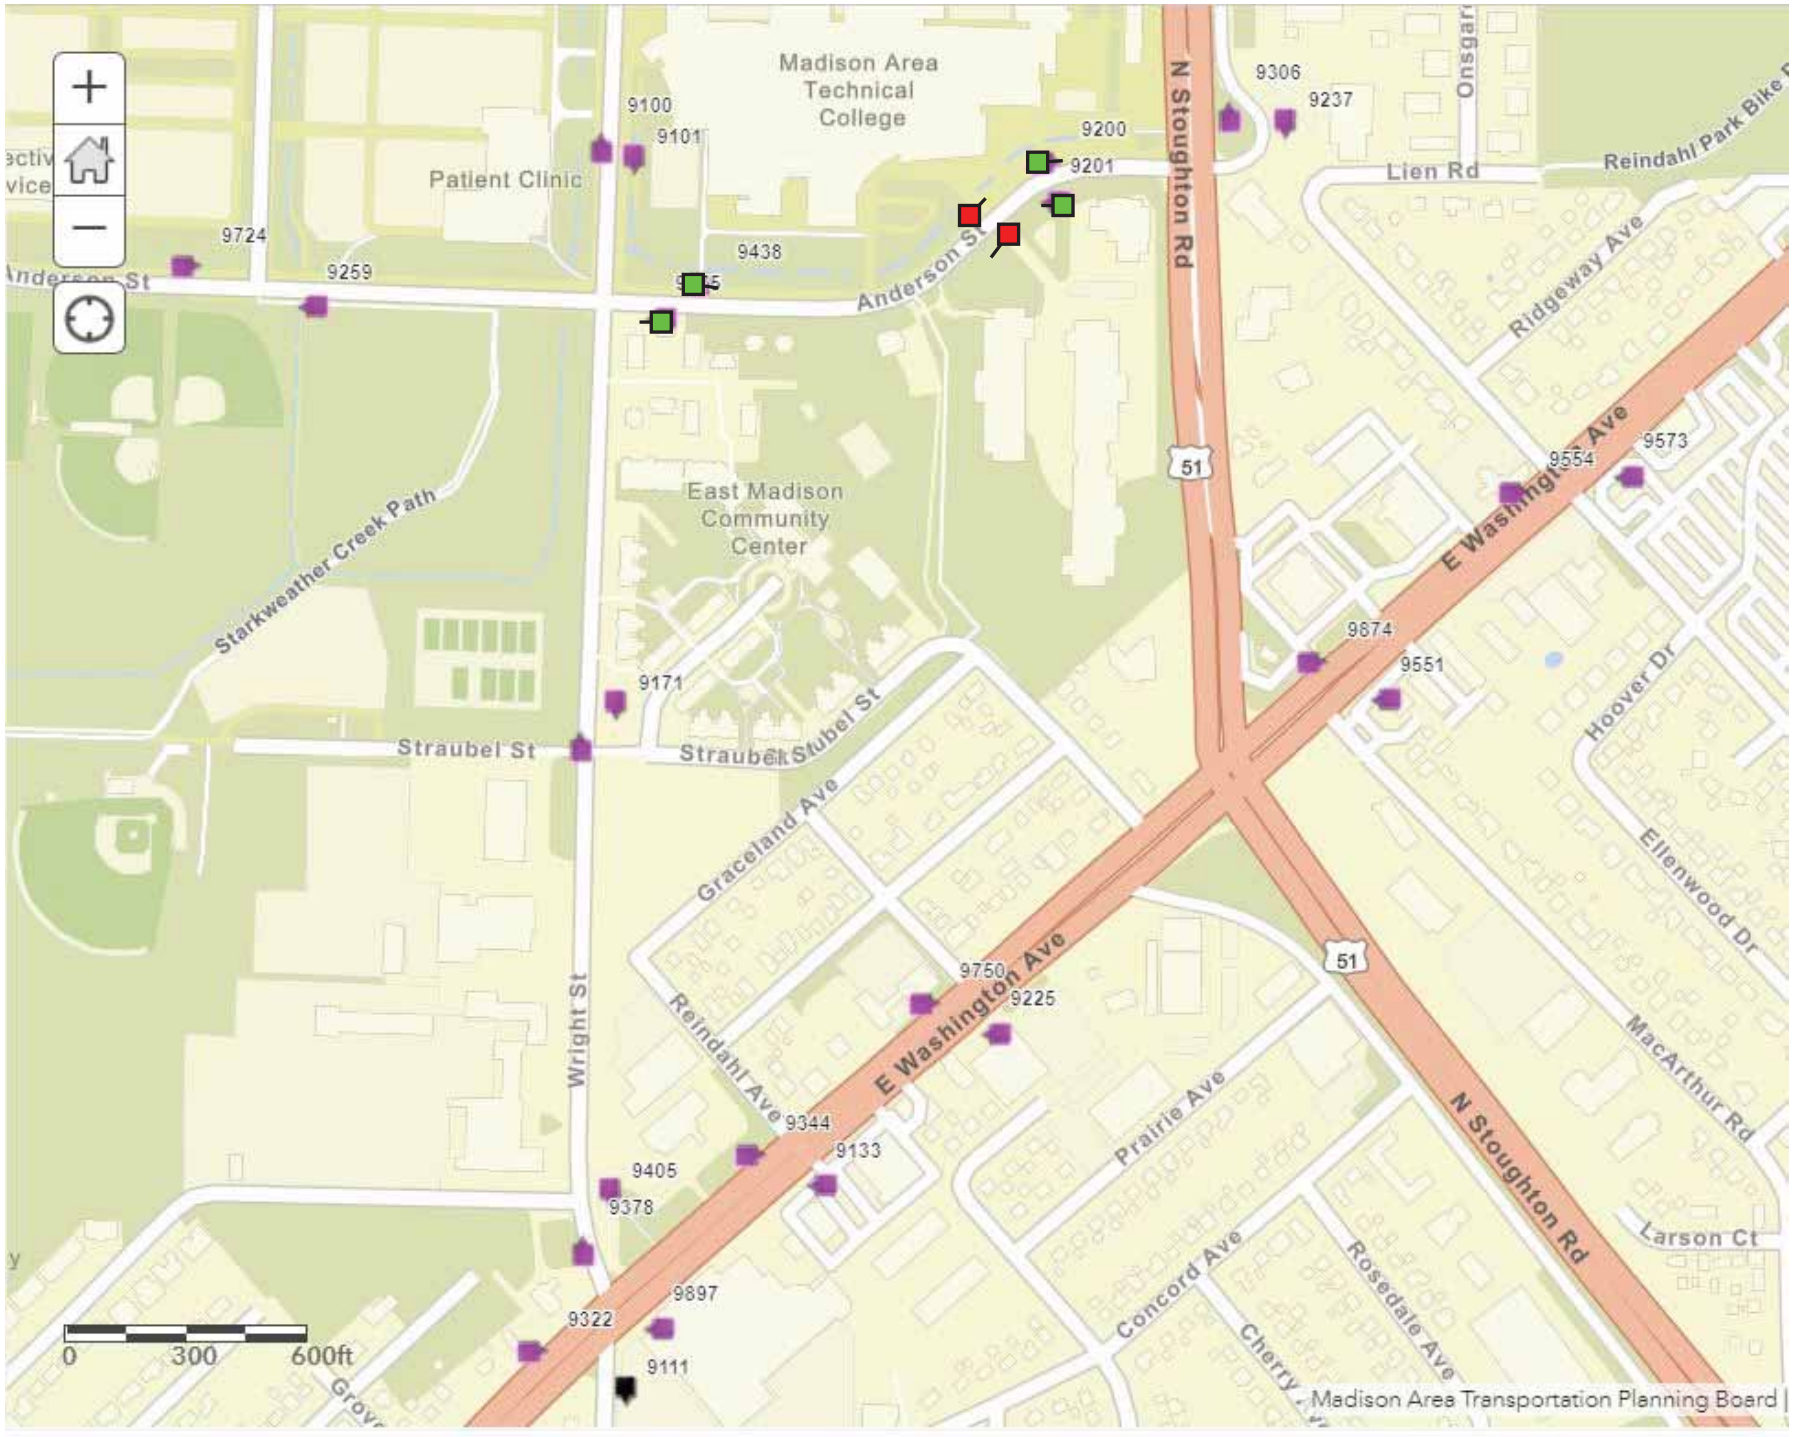 Madison Area
Technical
College
N Stoughton Rd
Onsgar
9306
9237
9100
9101
9200
9201
Patient Clinic
Lien Rd
Reindahl Park Bike
ectiv
vice
9724
9259
9438
Anderson St
Anderson St
Ridgeway Ave
51
9573
9554
East Madison
Community
Center
E Washington Ave
Starkweather Creek Path
9874
9551
9171
Hoover Dr
Straubel St
Straubel St
Graceland Ave
Ellenwood Dr
51
9750
9225
E Washington Ave
Wright St
Reindahl Ave
MacArthur Rd
Prairie Ave
N Stoughton Rd
9344
9133
9405
9378
Larson Ct
Concord Ave
Rosedale Ave
y
9897
9322
9111
Cherry
Grove
0 300 600ft
Madison Area Transportation Planning Board |